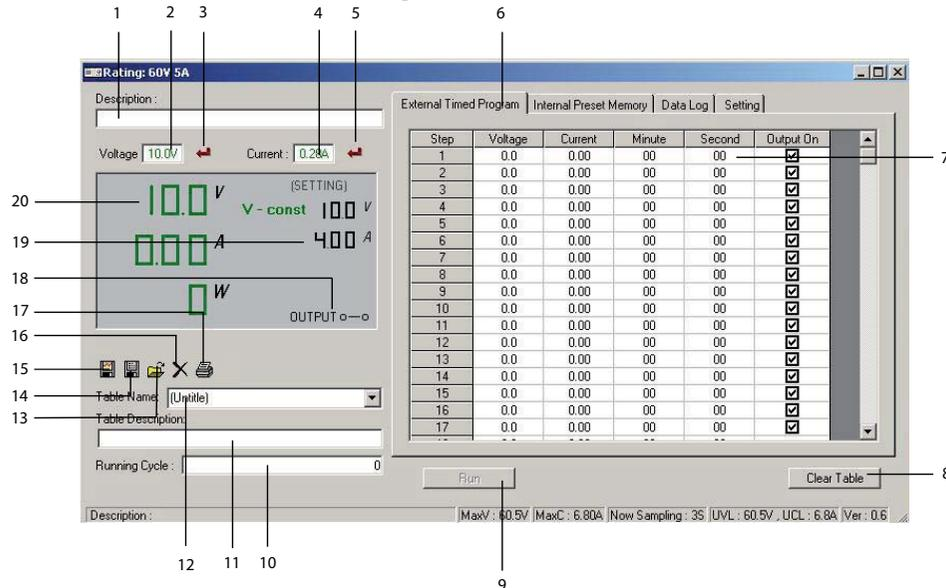 1 2 3 4 5 6
Rating: 60V 5A
Description :
Voltage 10.0V Current : 0.28A
10.0 V (SETTING)
V - const 10.0 V
0.00 A 4.00 A
0 W
OUTPUT
20
19
18
17
16
15
14
13
Table Name: (Untitle)
Table Description:
Running Cycle : 0
External Timed Program Internal Preset Memory Data Log Setting
Step Voltage Current Minute Second Output On
1 0.0 0.00 00 00
2 0.0 0.00 00 00
3 0.0 0.00 00 00
4 0.0 0.00 00 00
5 0.0 0.00 00 00
6 0.0 0.00 00 00
7 0.0 0.00 00 00
8 0.0 0.00 00 00
9 0.0 0.00 00 00
10 0.0 0.00 00 00
11 0.0 0.00 00 00
12 0.0 0.00 00 00
13 0.0 0.00 00 00
14 0.0 0.00 00 00
15 0.0 0.00 00 00
16 0.0 0.00 00 00
17 0.0 0.00 00 00
7
Run Clear Table
8
Description : MaxV : 60.5V MaxC : 6.80A Now Sampling : 3S UVL : 60.5V , UCL : 6.8A Ver : 0.6
12 11 10 9